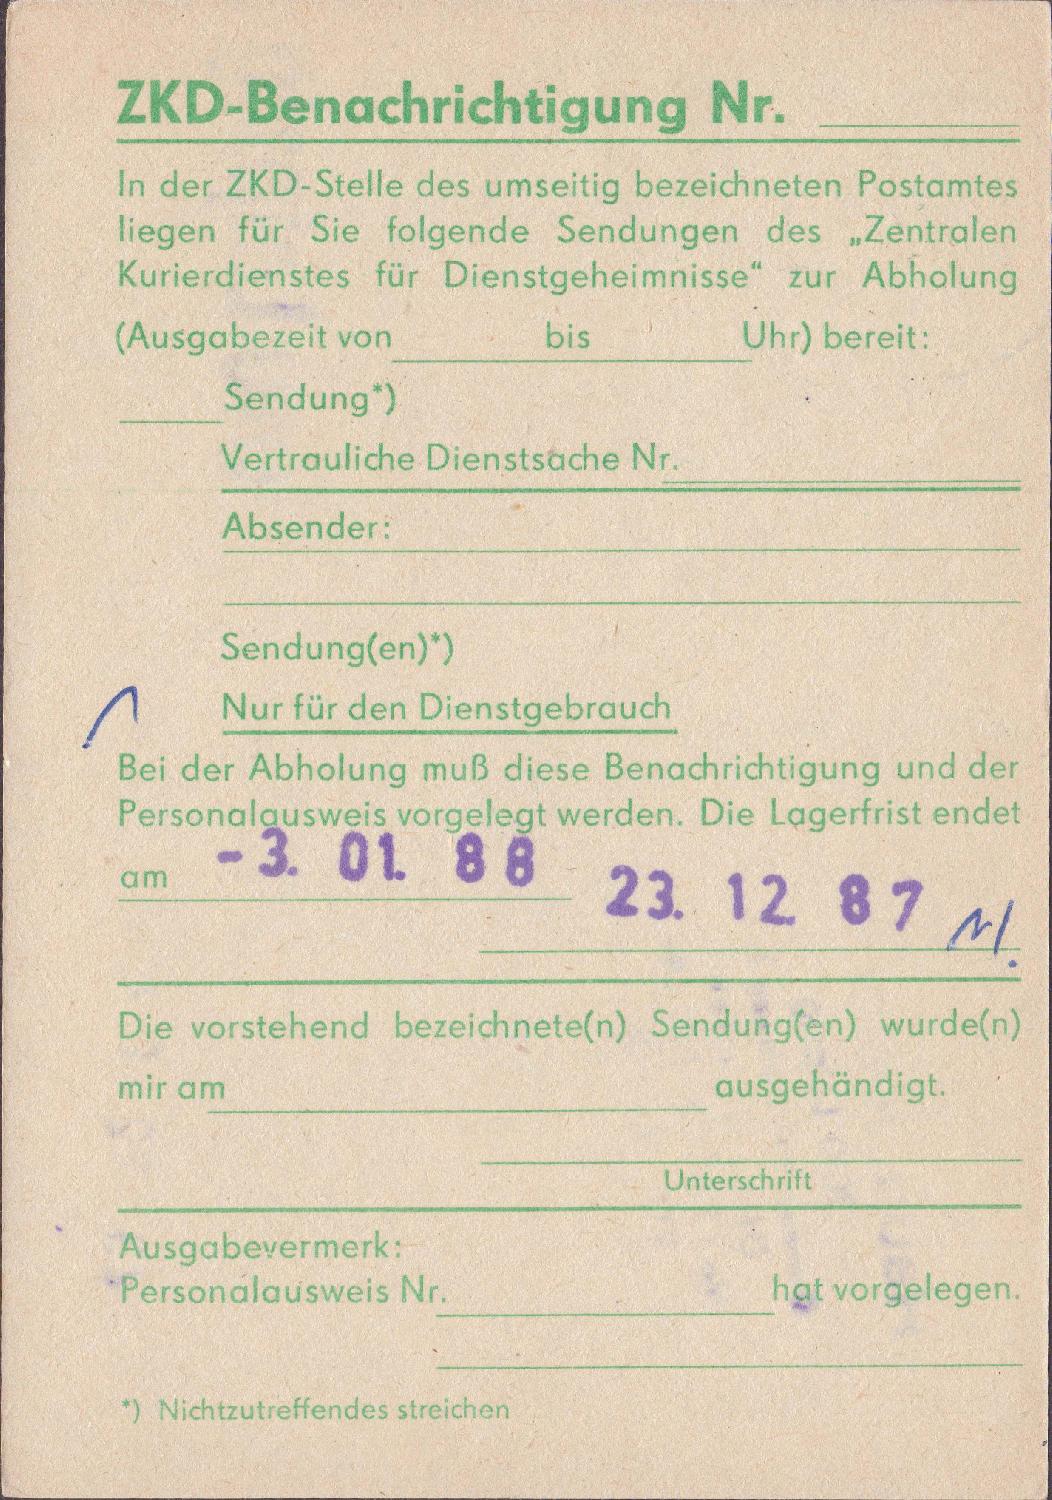 ZKD-Benachrichtigung Nr.
In der ZKD-Stelle des umseitig bezeichneten Postamtes
liegen für Sie folgende Sendungen des „Zentralen
Kurierdienstes für Dienstgeheimnisse“ zur Abholung
(Ausgabezeit von bis Uhr) bereit:
Sendung*)
Vertrauliche Dienstsache Nr.
Absender:
Sendung(en)*)
Nur für den Dienstgebrauch
Bei der Abholung muß diese Benachrichtigung und der
Personalausweis vorgelegt werden. Die Lagerfrist endet
am -3. 01. 88
23. 12 87
Die vorstehend bezeichnete(n) Sendung(en) wurde(n)
mir am ausgehändigt.
Unterschrift
Ausgabevermerk:
Personalausweis Nr. hat vorgelegen.
*) Nichtzutreffendes streichen